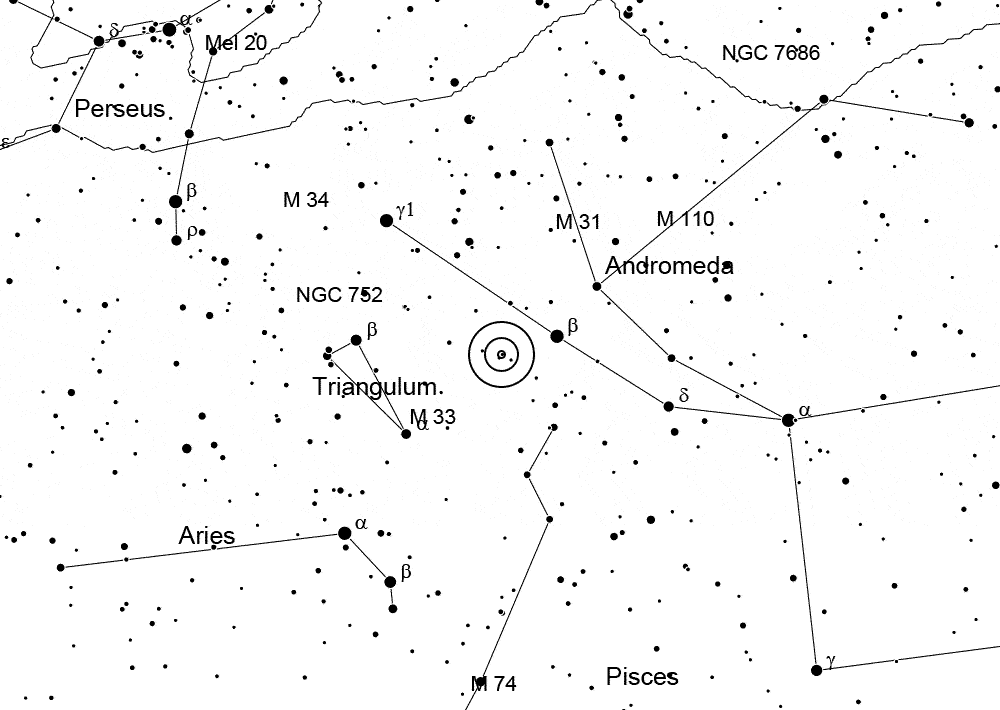 α
δ
Mel 20
NGC 7686
Perseus
ε
β
M 34
γ1
M 31
M 110
ρ
Andromeda
NGC 752
β
β
Triangulum
δ
M 33
α
α
Aries
α
β
γ
M 74
Pisces